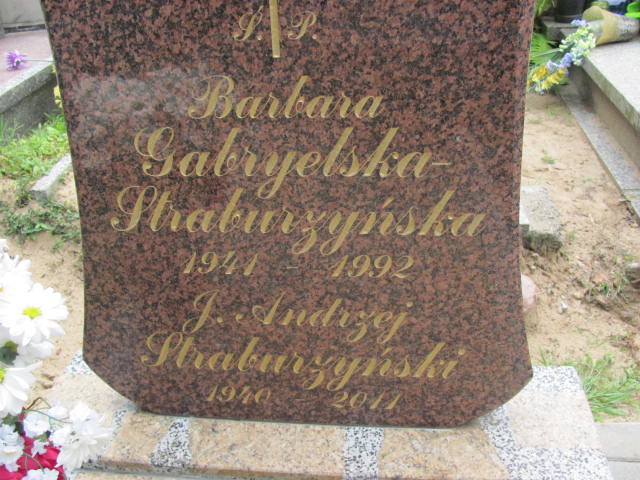 Ś. P.
Barbara
Gabryelska-
Straburzyńska
1941 - 1992
J. Andrzej
Straburzyński
1940 - 2011